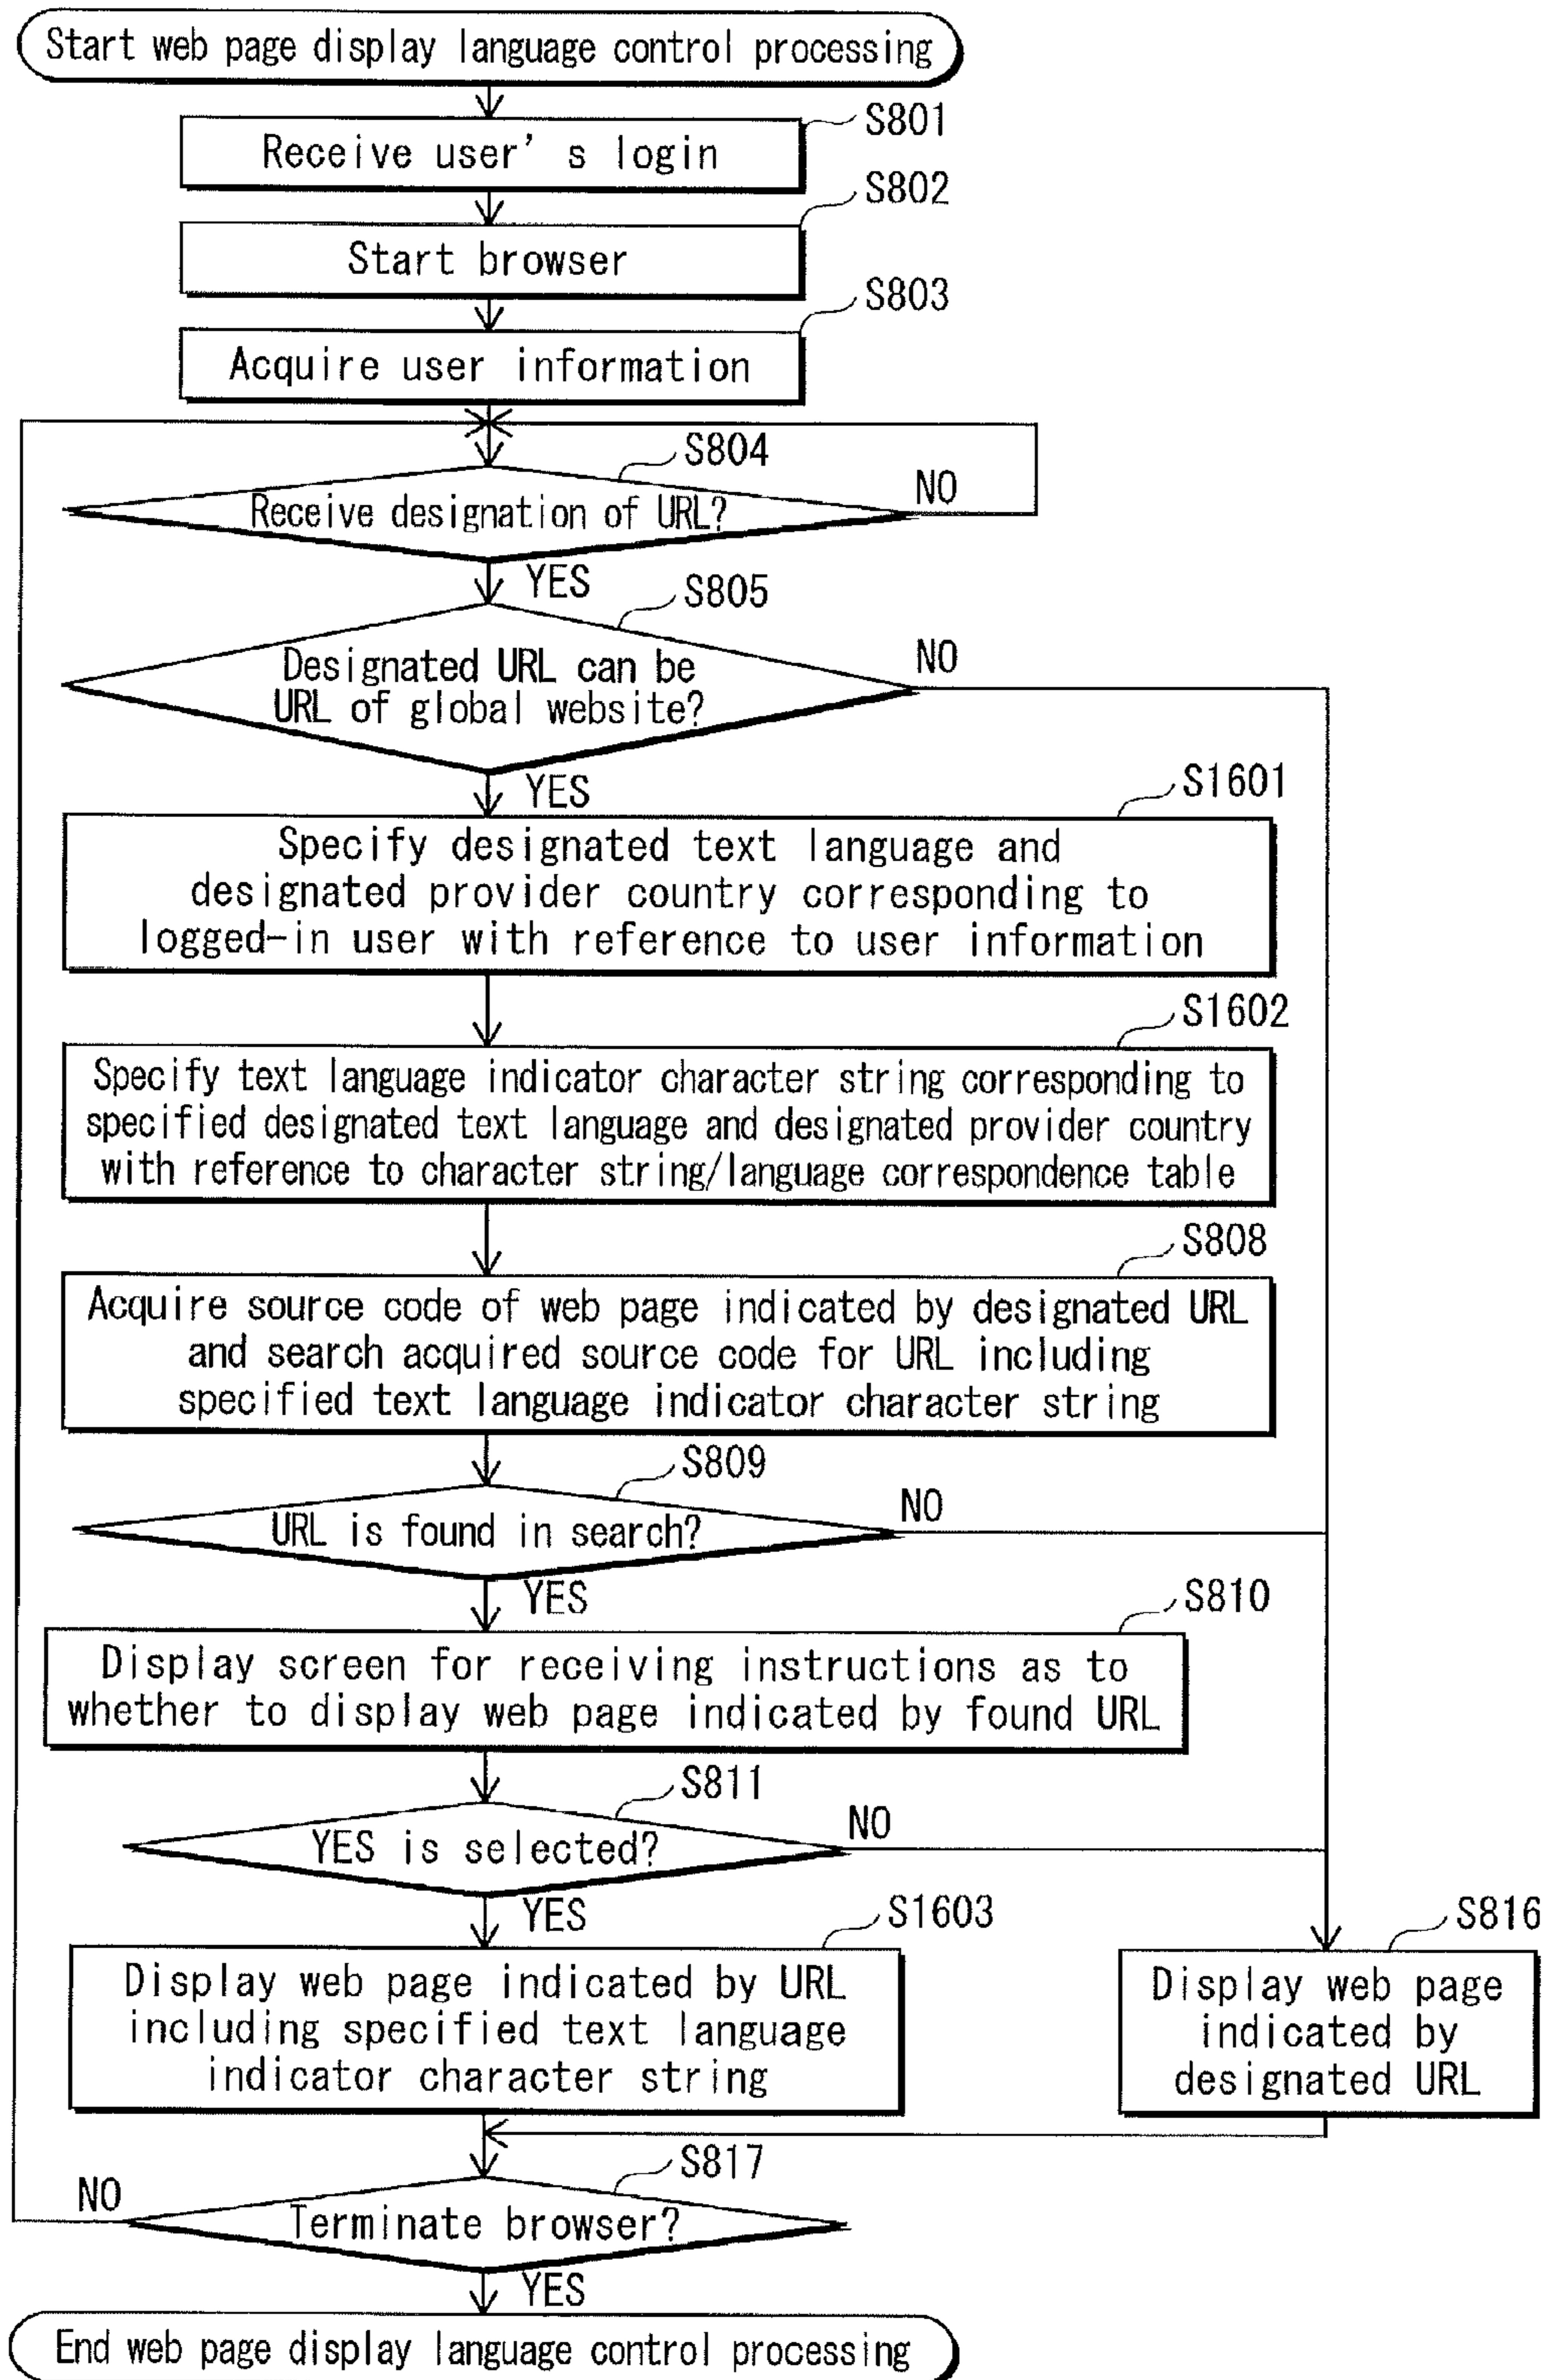 Start web page display language control processing
S801
Receive user's login
S802
Start browser
S803
Acquire user information
S804
Receive designation of URL?
NO
YES
S805
Designated URL can be
URL of global website?
NO
YES
S1601
Specify designated text language and
designated provider country corresponding to
logged-in user with reference to user information
S1602
Specify text language indicator character string corresponding to
specified designated text language and designated provider country
with reference to character string/language correspondence table
S808
Acquire source code of web page indicated by designated URL
and search acquired source code for URL including
specified text language indicator character string
S809
URL is found in search?
NO
YES
S810
Display screen for receiving instructions as to
whether to display web page indicated by found URL
S811
YES is selected?
NO
YES
S1603
Display web page indicated by URL
including specified text language
indicator character string
S816
Display web page
indicated by
designated URL
S817
NO
Terminate browser?
YES
End web page display language control processing